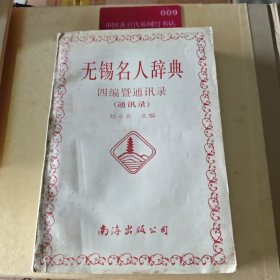 009
无锡名人辞典
四编暨通讯录
(通讯录)
赵永良 主编
南海出版公司